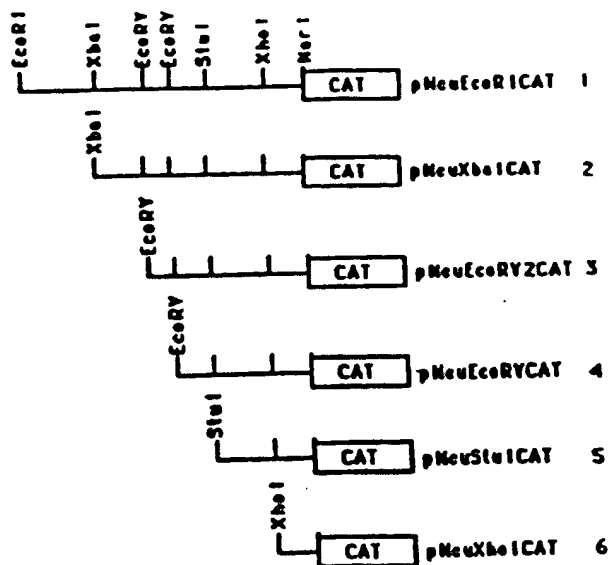 EcoRI XbaI EcoRV EcoRV StuI XhoI NarI
CAT pNeuEcoRICAT 1
XbaI
CAT pNeuXbaICAT 2
EcoRV
CAT pNeuEcoRV2CAT 3
EcoRV
CAT pNeuEcoRVCAT 4
StuI
CAT pNeuStuICAT 5
XhoI
CAT pNeuXhoICAT 6